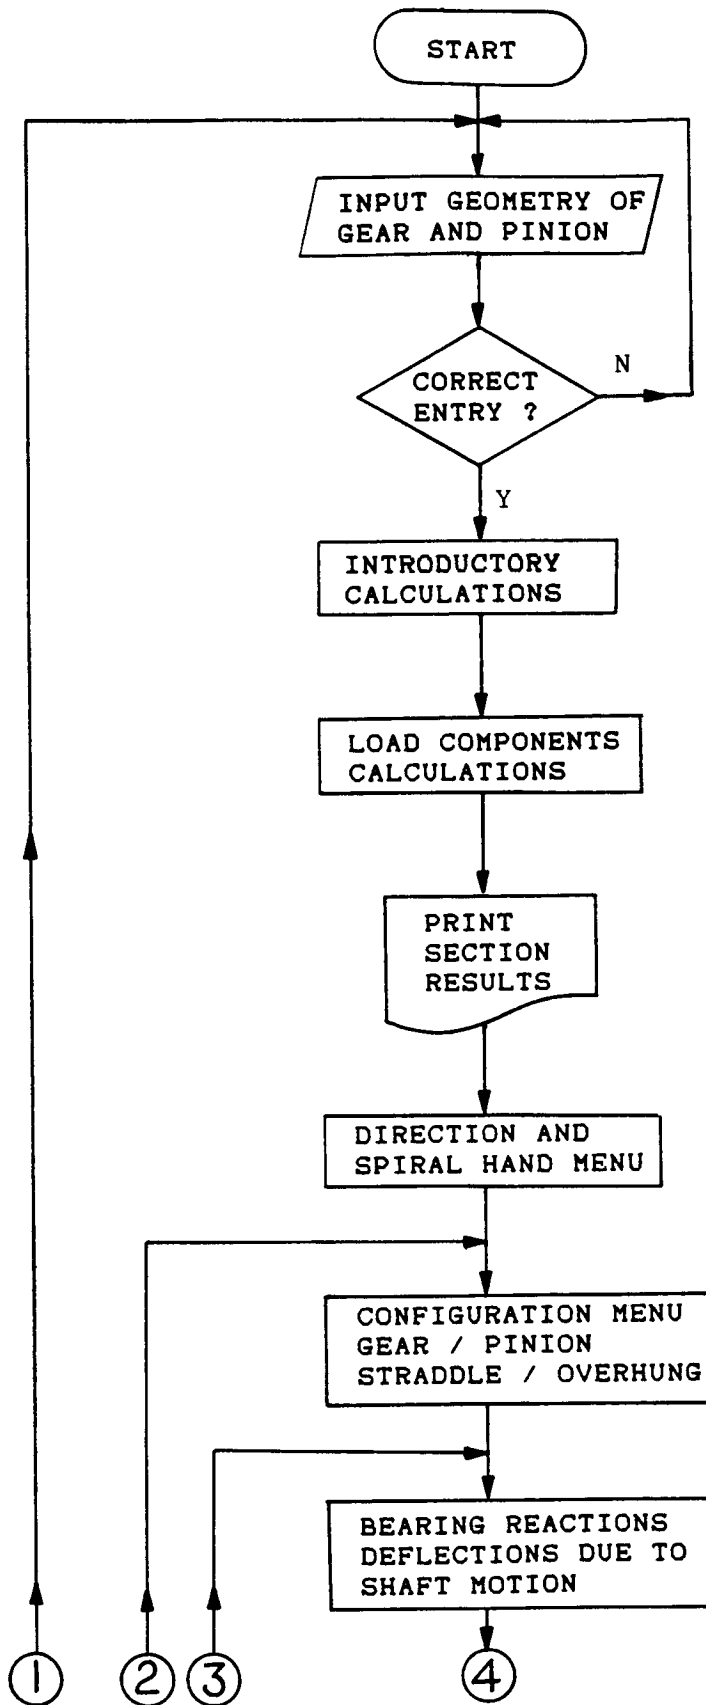 START
INPUT GEOMETRY OF
GEAR AND PINION
CORRECT
ENTRY ?
N
Y
INTRODUCTORY
CALCULATIONS
LOAD COMPONENTS
CALCULATIONS
PRINT
SECTION
RESULTS
DIRECTION AND
SPIRAL HAND MENU
CONFIGURATION MENU
GEAR / PINION
STRADDLE / OVERHUNG
BEARING REACTIONS
DEFLECTIONS DUE TO
SHAFT MOTION
1 2 3 4